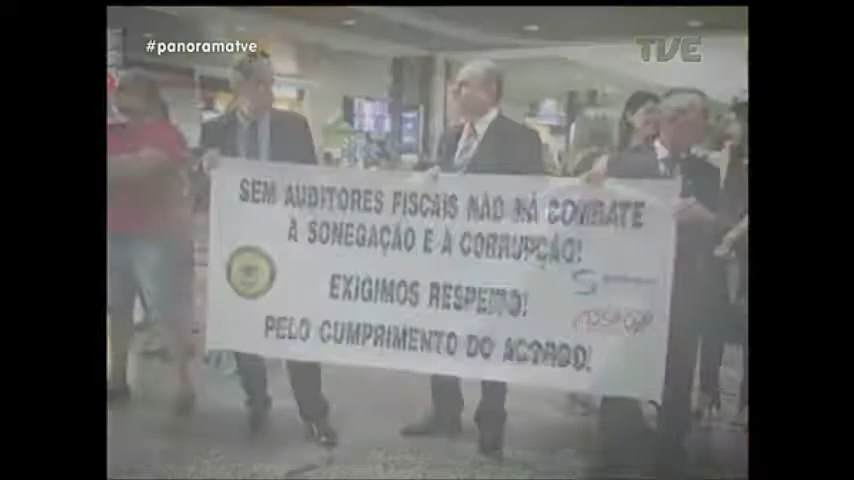 #panoramatve
TVE
SEM AUDITORES FISCAIS NÃO HÁ COMBATE
À SONEGAÇÃO E À CORRUPÇÃO!
EXIGIMOS RESPEITO!
PELO CUMPRIMENTO DO ACORDO!